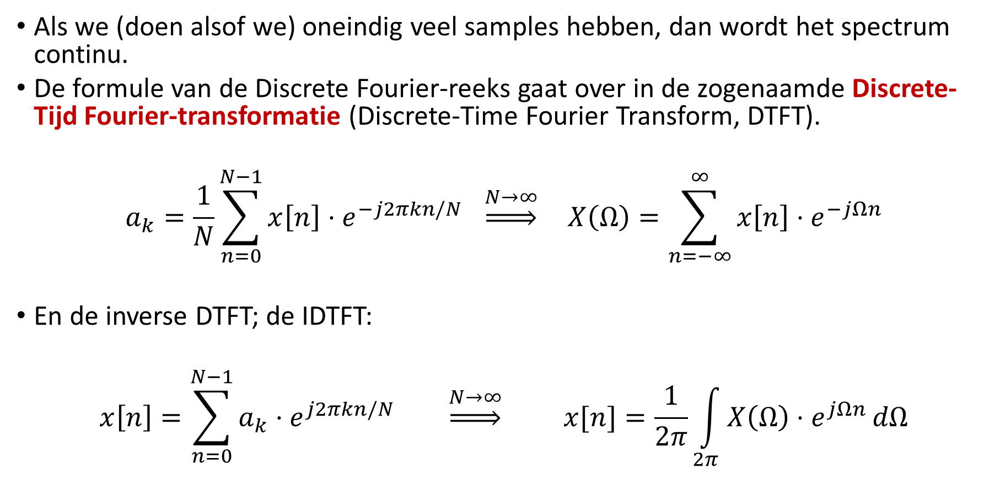 • Als we (doen alsof we) oneindig veel samples hebben, dan wordt het spectrum
continu.
• De formule van de Discrete Fourier-reeks gaat over in de zogenaamde Discrete-
Tijd Fourier-transformatie (Discrete-Time Fourier Transform, DTFT).
$a_k = \frac{1}{N} \sum_{n=0}^{N-1} x[n] \cdot e^{-j2\pi kn/N} \overset{N\to\infty}{\Longrightarrow} X(\Omega) = \sum_{n=-\infty}^{\infty} x[n] \cdot e^{-j\Omega n}$
• En de inverse DTFT; de IDTFT:
$x[n] = \sum_{n=0}^{N-1} a_k \cdot e^{j2\pi kn/N} \overset{N\to\infty}{\Longrightarrow} x[n] = \frac{1}{2\pi} \int_{2\pi} X(\Omega) \cdot e^{j\Omega n} \, d\Omega$